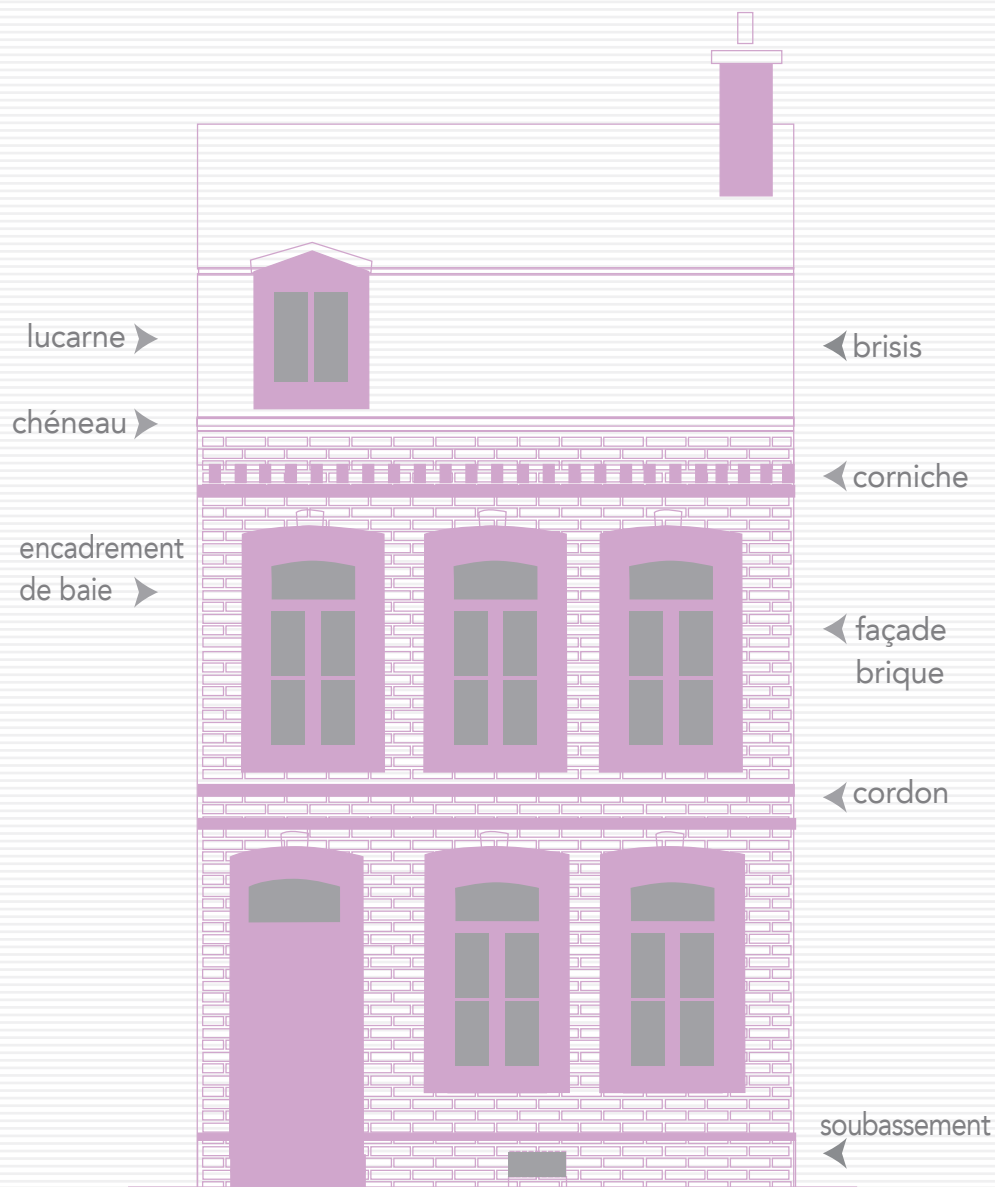 lucarne
brisis
chéneau
corniche
encadrement
de baie
façade
brique
cordon
soubassement